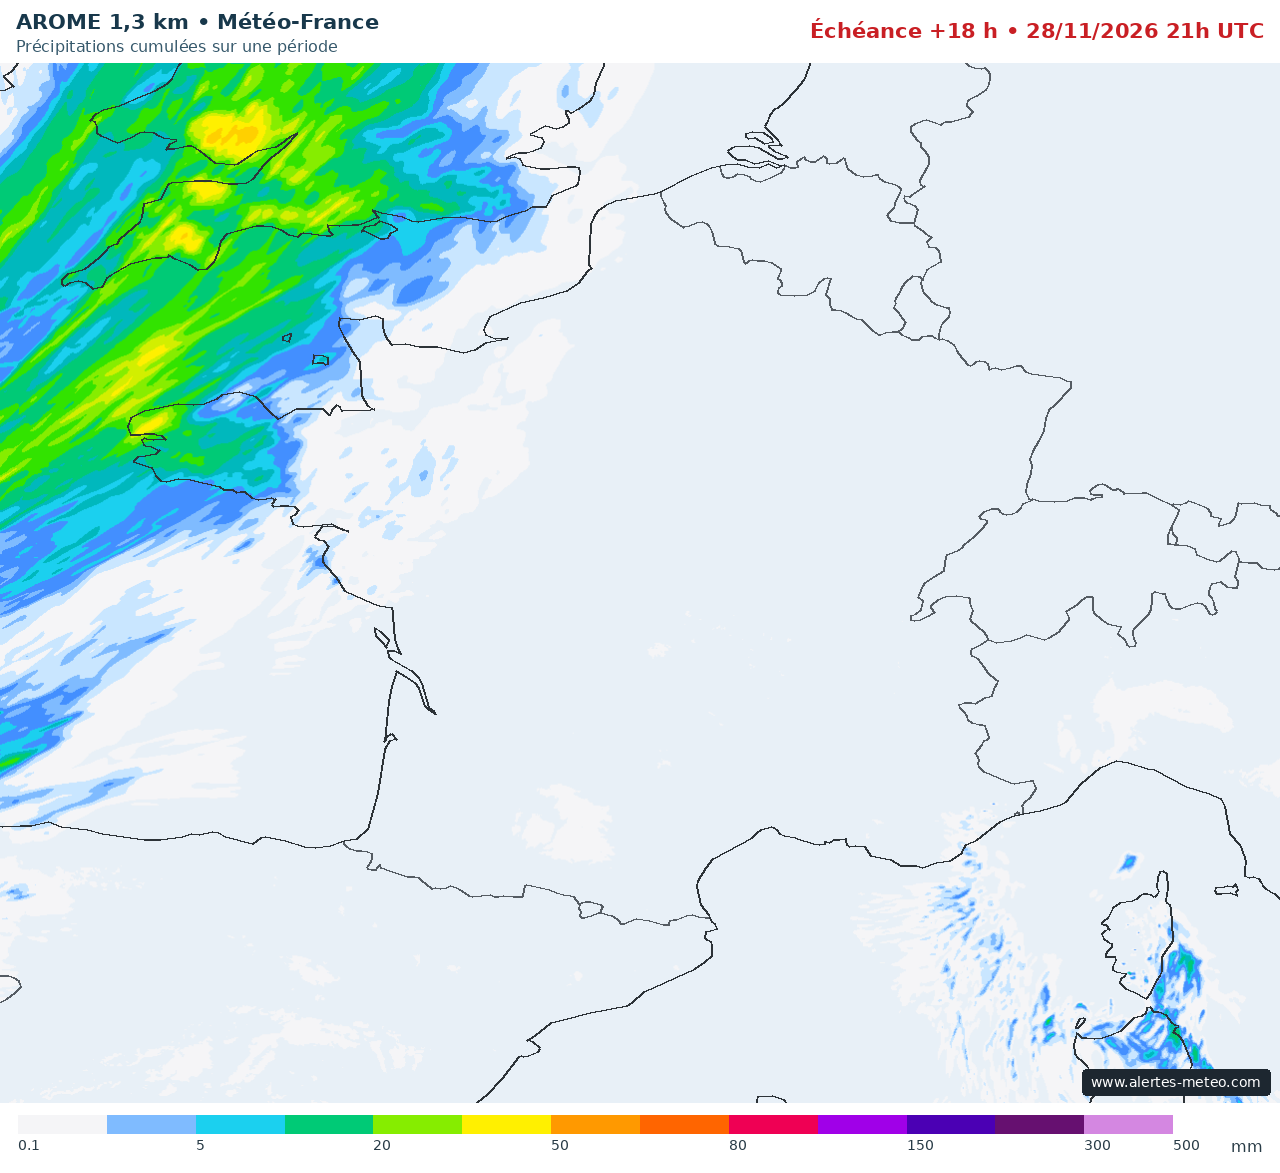 AROME 1,3 km • Météo-France
Précipitations cumulées sur une période
Échéance +18 h • 28/11/2026 21h UTC
www.alertes-meteo.com
0.1 5 20 50 80 150 300 500 mm